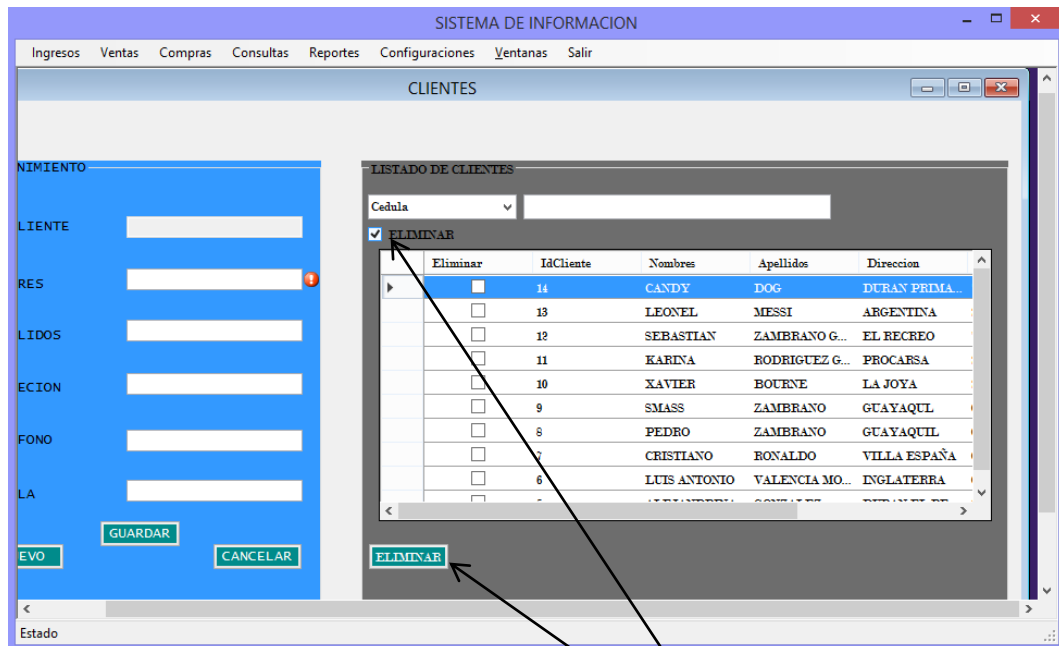 SISTEMA DE INFORMACION
Ingresos Ventas Compras Consultas Reportes Configuraciones Ventanas Salir
CLIENTES
NIMIENTO
LIENTE
RES
LIDOS
ECION
FONO
LA
GUARDAR
EVO CANCELAR
LISTADO DE CLIENTES
Cedula
ELIMINAR
Eliminar IdCliente Nombres Apellidos Direccion
14 CANDY DOG DURAN PRIMA...
13 LEONEL MESSI ARGENTINA
12 SEBASTIAN ZAMBRANO G... EL RECREO
11 KARINA RODRIGUEZ G... PROCARSA
10 XAVIER BOURNE LA JOYA
9 SMASS ZAMBRANO GUAYAQUL
8 PEDRO ZAMBRANO GUAYAQUIL
7 CRISTIANO RONALDO VILLA ESPAÑA
6 LUIS ANTONIO VALENCIA MO... INGLATERRA
ELIMINAR
Estado